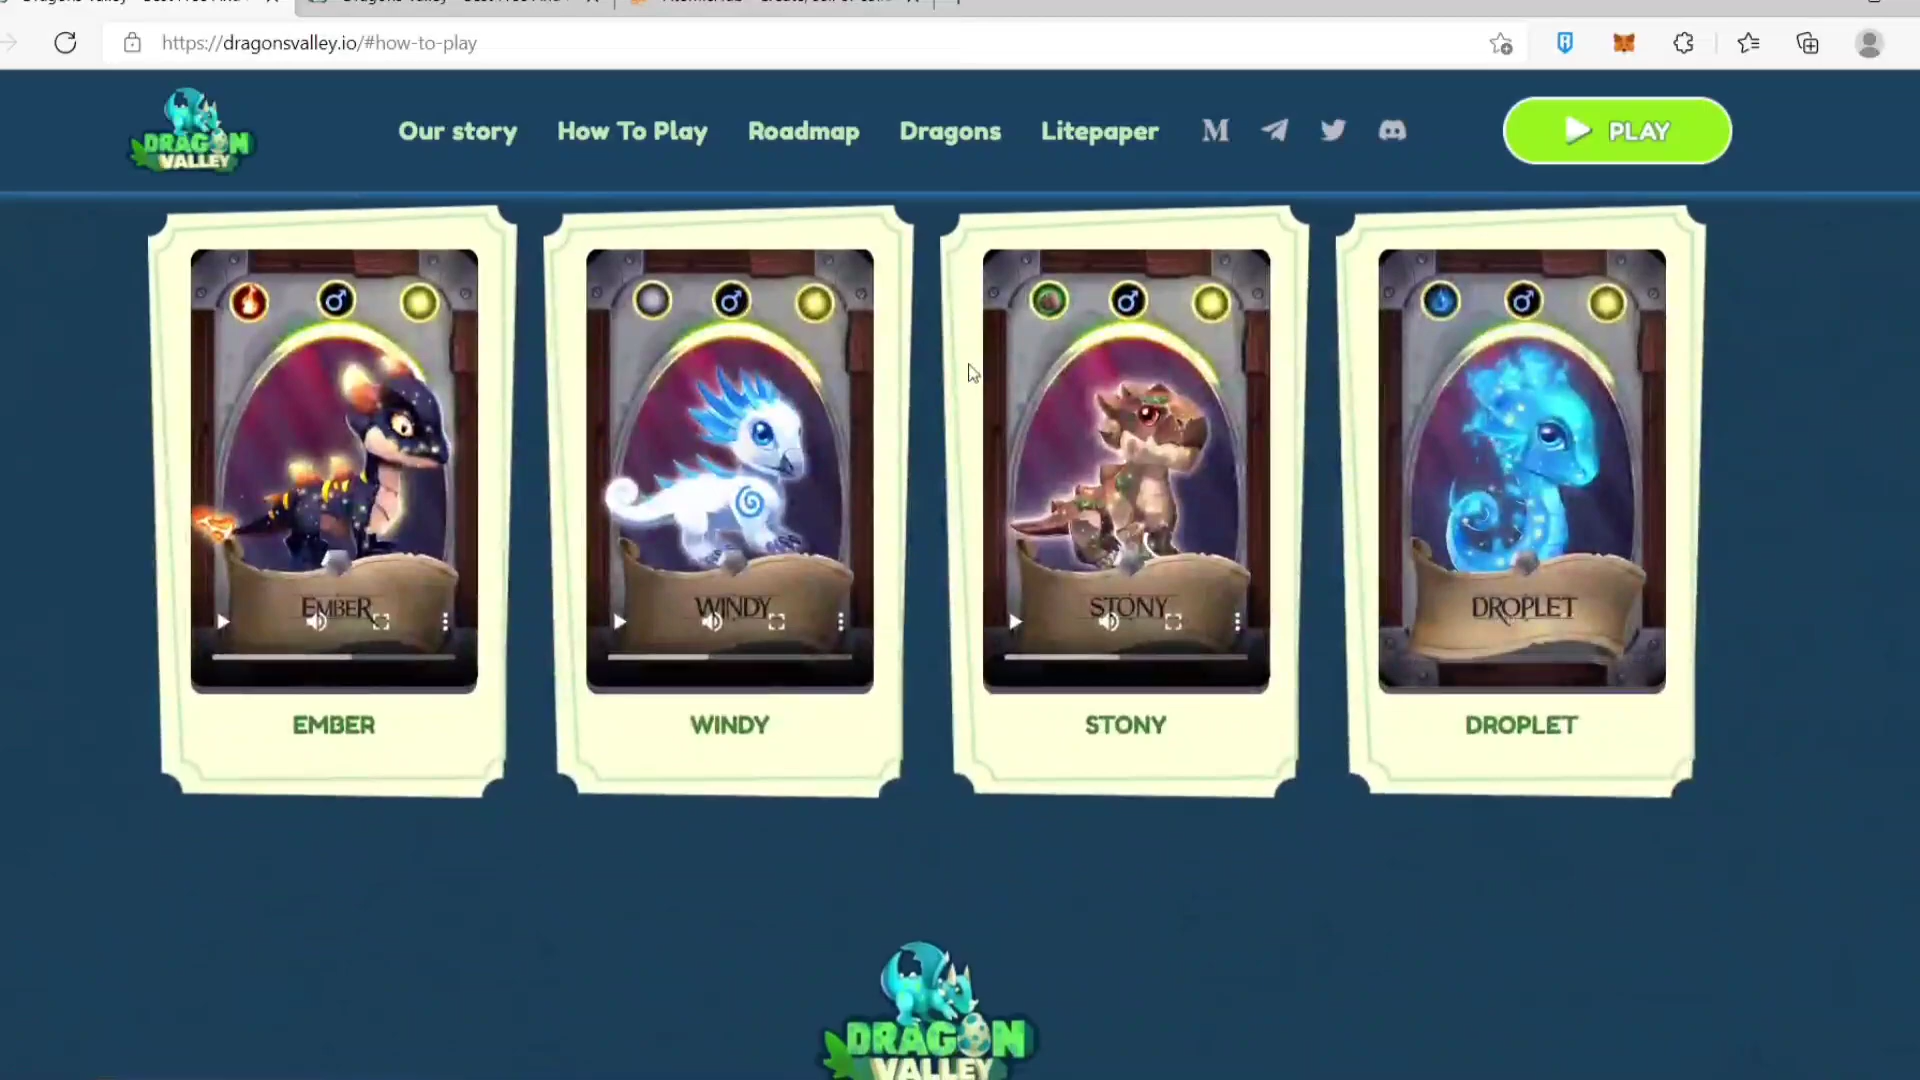 https://dragonsvalley.io/#how-to-play
DRAGON
VALLEY
Our story
How To Play
Roadmap
Dragons
Litepaper
M
PLAY
EMBER
WINDY
STONY
DROPLET
EMBER
WINDY
STONY
DROPLET
DRAGON
VALLEY